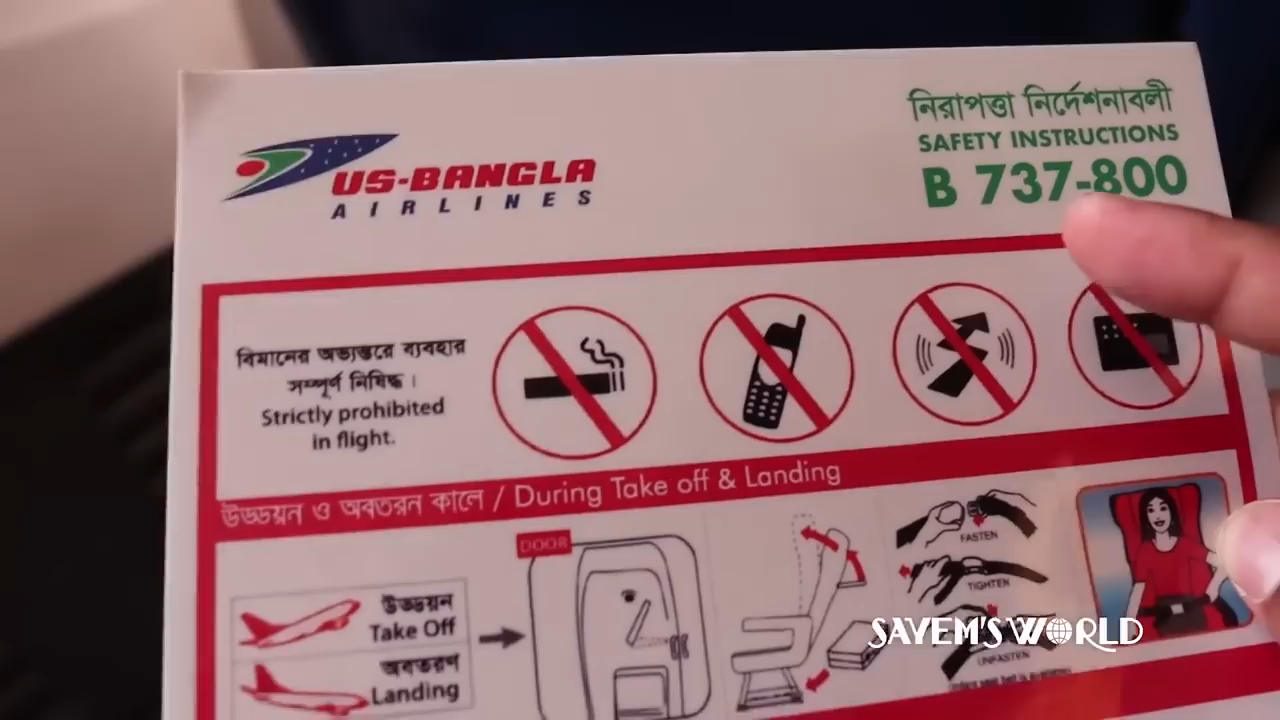 নিরাপত্তা নির্দেশনাবলী
SAFETY INSTRUCTIONS
B 737-800
US-BANGLA
AIRLINES
বিমানের অভ্যন্তরে ব্যবহার
সম্পূর্ণ নিষিদ্ধ।
Strictly prohibited
in flight.
উড্ডয়ন ও অবতরন কালে / During Take off & Landing
DOOR
FASTEN
TIGHTEN
UNFASTEN
উড্ডয়ন
Take Off
অবতরণ
Landing
SAYEM'S WORLD